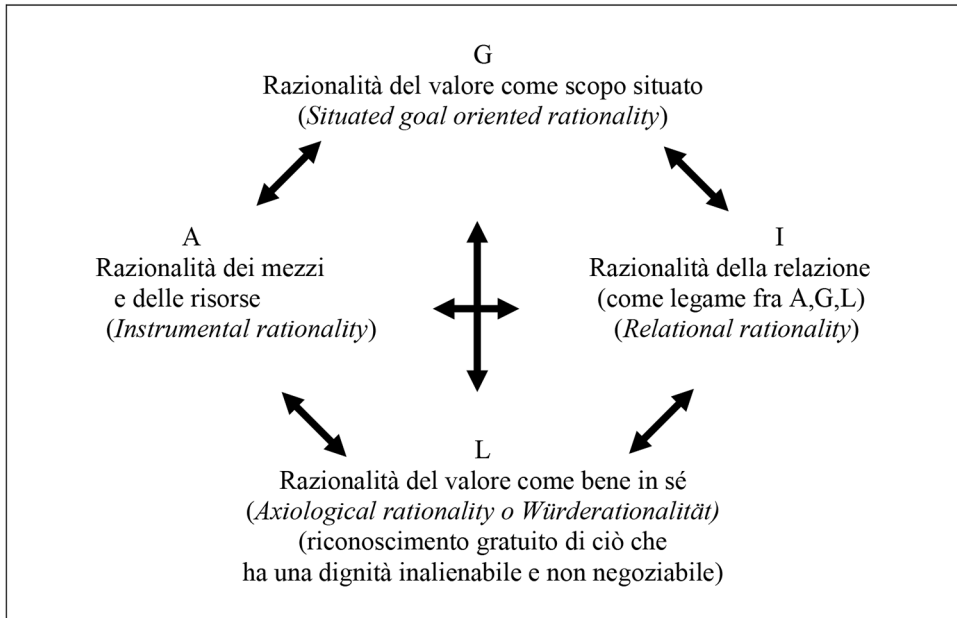 G
Razionalità del valore come scopo situato
(Situated goal oriented rationality)
A
Razionalità dei mezzi
e delle risorse
(Instrumental rationality)
I
Razionalità della relazione
(come legame fra A,G,L)
(Relational rationality)
L
Razionalità del valore come bene in sé
(Axiological rationality o Würderationalität)
(riconoscimento gratuito di ciò che
ha una dignità inalienabile e non negoziabile)